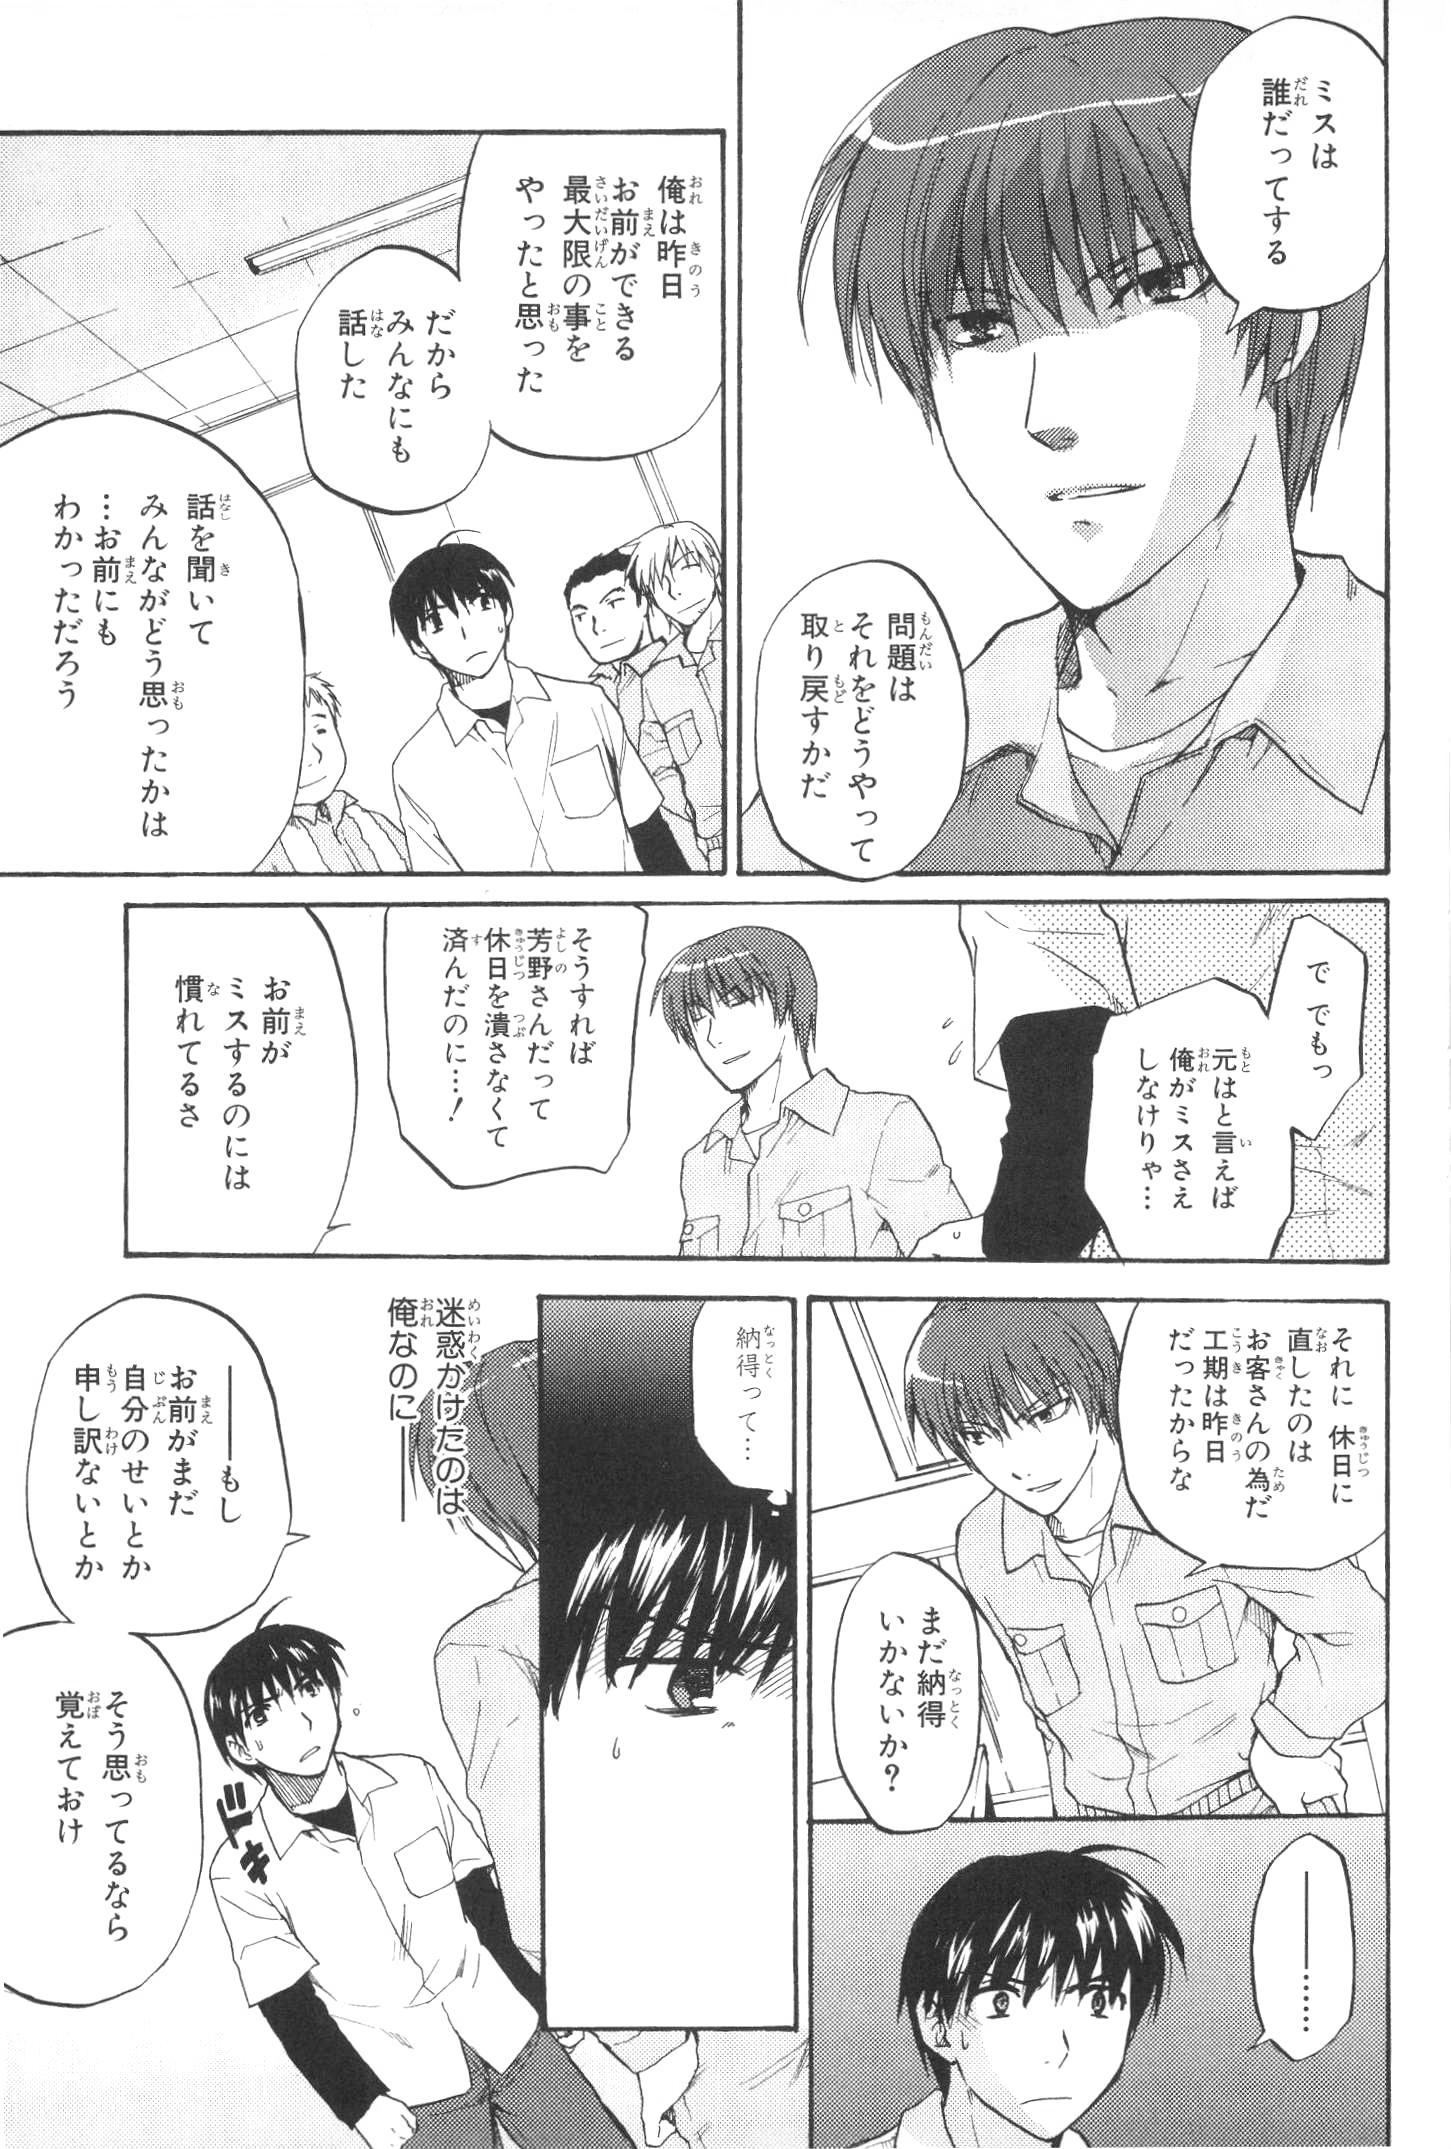 ミスは
誰だってする
問題は
それをどうやって
取り戻すかだ
俺は昨日
お前ができる
最大限の事を
やったと思った
だから
みんなにも
話した
話を聞いて
みんながどう思ったかは
…お前にも
わかっただろう
で でもっ
元はと言えば
俺がミスさえ
しなけりゃ…
そうすれば
芳野さんだって
休日を潰さなくて
済んだのに…！
お前が
ミスするのには
慣れてるさ
それに 休日に
直したのは
お客さんの為だ
工期は昨日
だったからな
まだ納得
いかないか？
――……
納得って…
迷惑かけたのは
俺なのに――
――もし
お前がまだ
自分のせいとか
申し訳ないとか
そう思ってるなら
覚えておけ
ドキ